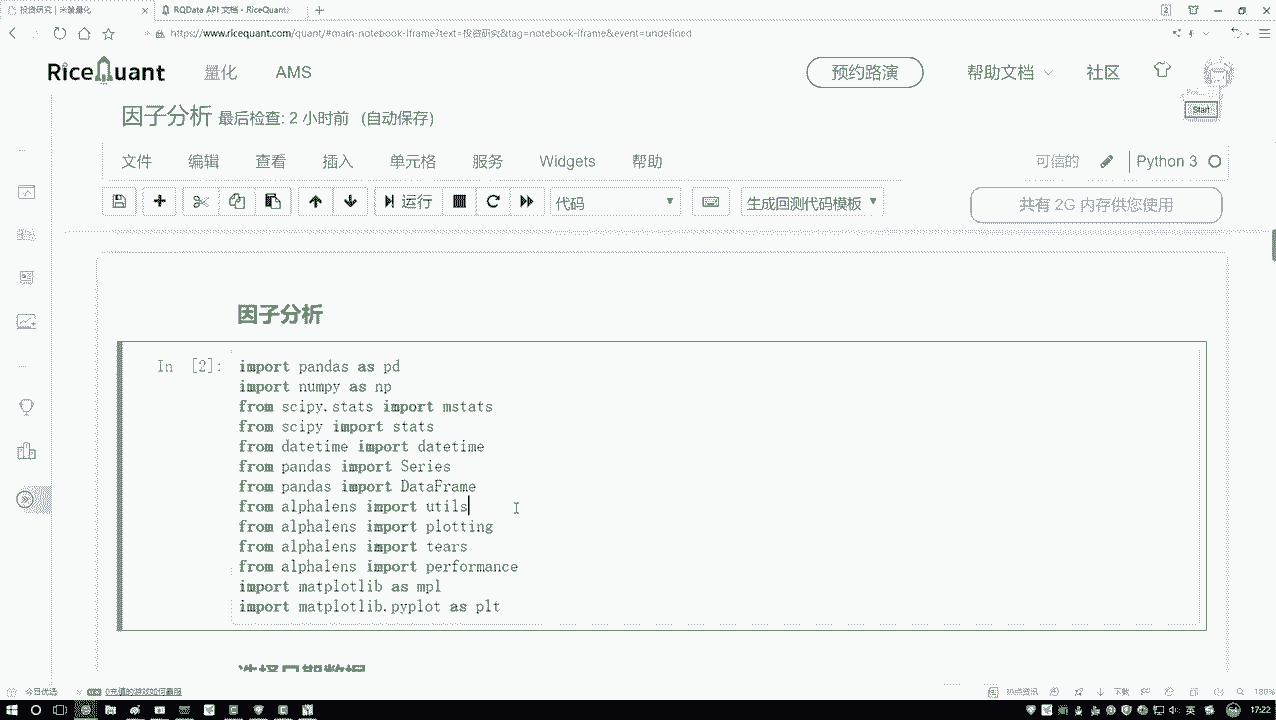 投资研究 | 米筐量化
RQData API 文档 - RiceQuant
https://www.ricequant.com/quant/#main-notebook-iframe?text=投资研究&tag=notebook-iframe&event=undefined
RiceQuant 量化 AMS 预约路演 帮助文档 社区
Start
因子分析 最后检查: 2 小时前 (自动保存)
文件 编辑 查看 插入 单元格 服务 Widgets 帮助 可信的 Python 3
运行 代码 生成回测代码模板 共有 2G 内存供您使用
因子分析
In [2]:
import pandas as pd
import numpy as np
from scipy.stats import mstats
from scipy import stats
from datetime import datetime
from pandas import Series
from pandas import DataFrame
from alphalens import utils
from alphalens import plotting
from alphalens import tears
from alphalens import performance
import matplotlib as mpl
import matplotlib.pyplot as plt
今日优选 热点资讯 下载 180%
英 17:22